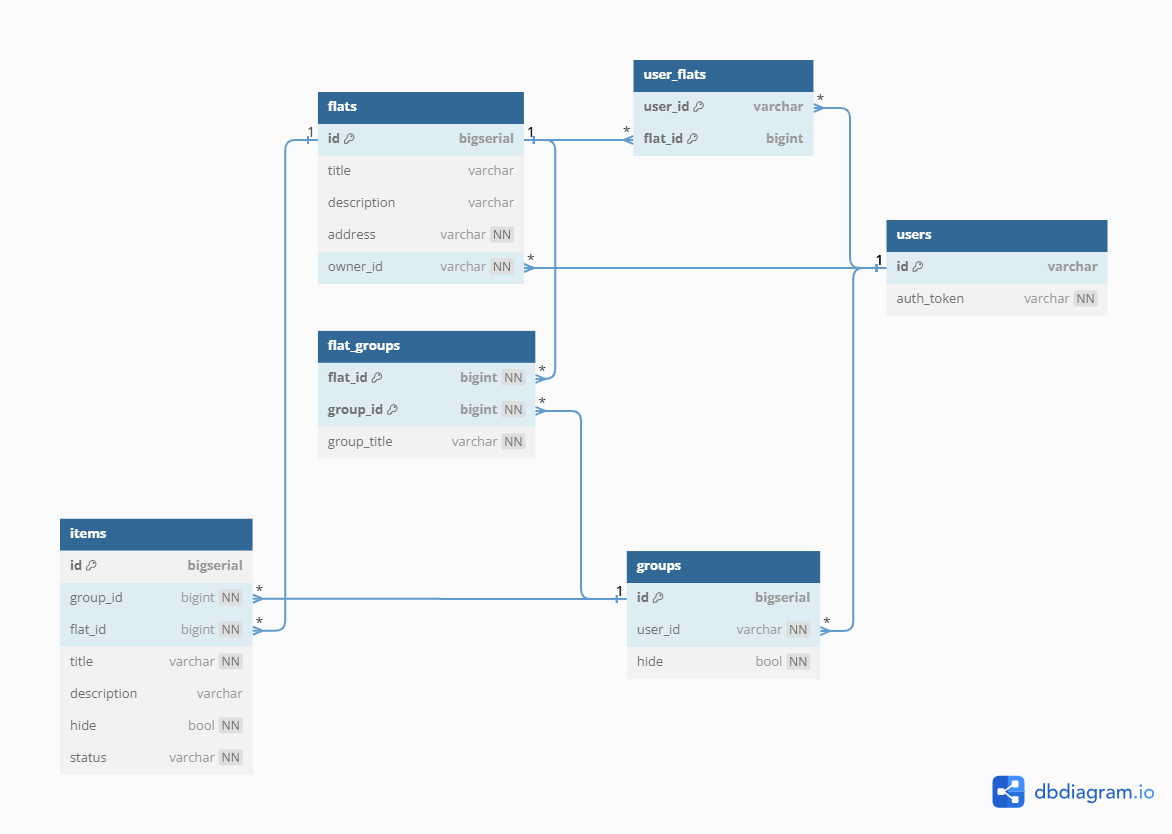 user_flats
user_id varchar *
* flat_id bigint
flats
1 id bigserial 1
title varchar
description varchar
address varchar NN
owner_id varchar NN *
users
1 id varchar
auth_token varchar NN
flat_groups
flat_id bigint NN *
group_id bigint NN *
group_title varchar NN
items
id bigserial
group_id bigint NN *
flat_id bigint NN *
title varchar NN
description varchar
hide bool NN
status varchar NN
groups
1 id bigserial
user_id varchar NN *
hide bool NN
dbdiagram.io